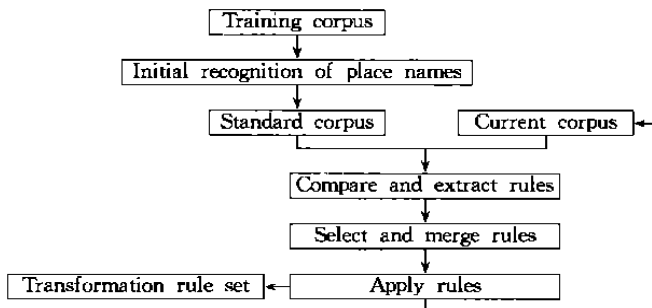 Training corpus
Initial recognition of place names
Standard corpus
Current corpus
Compare and extract rules
Select and merge rules
Transformation rule set
Apply rules